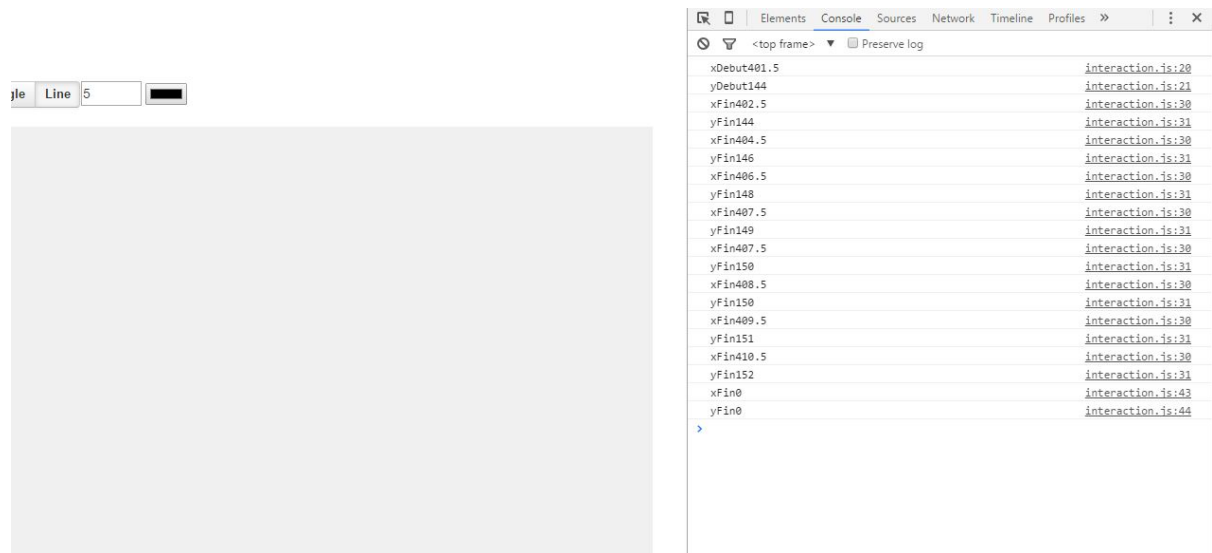 Elements Console Sources Network Timeline Profiles »
<top frame> ▼ Preserve log
gle Line 5
xDebut401.5 interaction.js:20
yDebut144 interaction.js:21
xFin402.5 interaction.js:30
yFin144 interaction.js:31
xFin404.5 interaction.js:30
yFin146 interaction.js:31
xFin406.5 interaction.js:30
yFin148 interaction.js:31
xFin407.5 interaction.js:30
yFin149 interaction.js:31
xFin407.5 interaction.js:30
yFin150 interaction.js:31
xFin408.5 interaction.js:30
yFin150 interaction.js:31
xFin409.5 interaction.js:30
yFin151 interaction.js:31
xFin410.5 interaction.js:30
yFin152 interaction.js:31
xFin0 interaction.js:43
yFin0 interaction.js:44